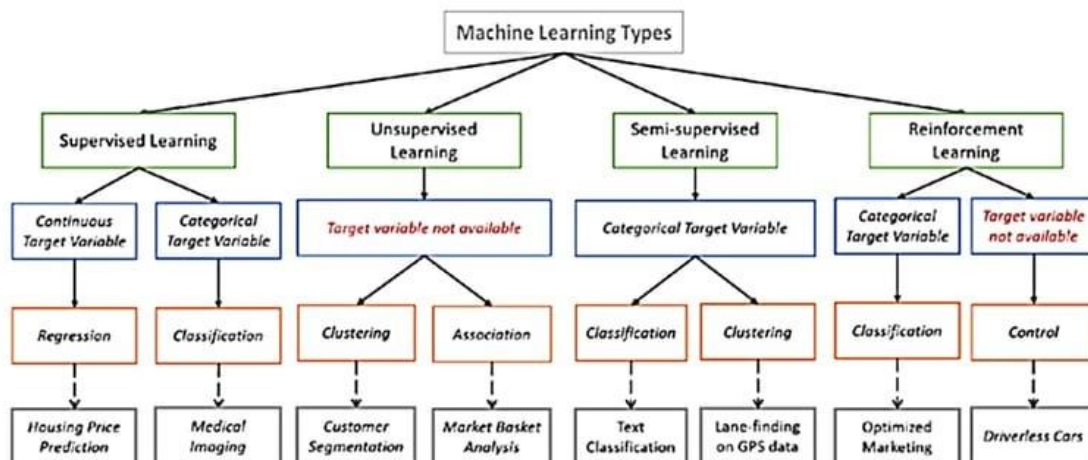 Machine Learning Types
Supervised Learning
Unsupervised
Learning
Semi-supervised
Learning
Reinforcement
Learning
Continuous
Target Variable
Categorical
Target Variable
Target variable not available
Categorical Target Variable
Categorical
Target Variable
Target variable
not available
Regression
Classification
Clustering
Association
Classification
Clustering
Classification
Control
Housing Price
Prediction
Medical
Imaging
Customer
Segmentation
Market Basket
Analysis
Text
Classification
Lane-finding
on GPS data
Optimized
Marketing
Driverless Cars